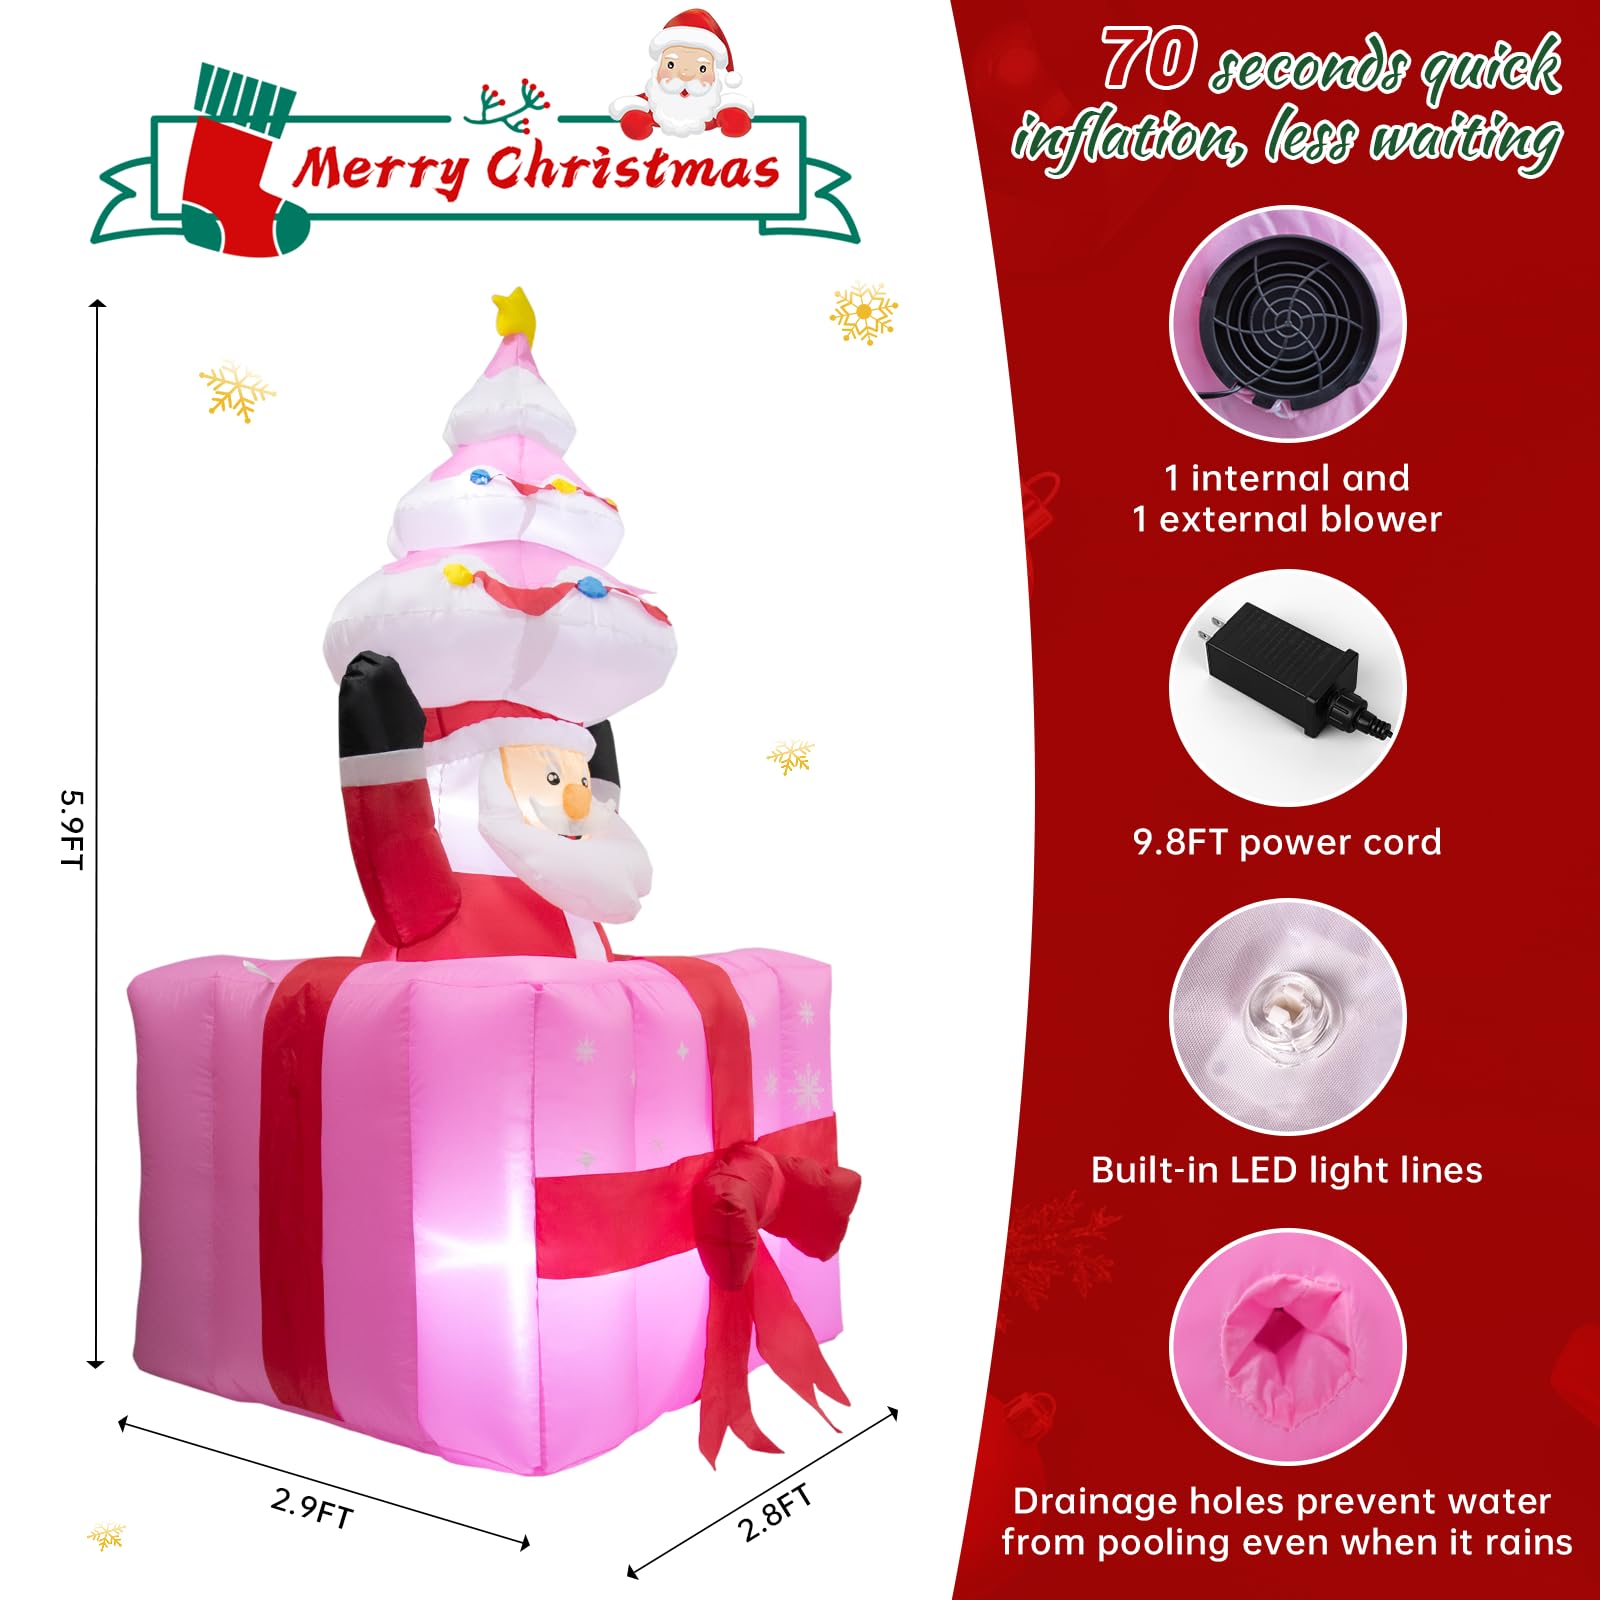 Merry Christmas
70 seconds quick
inflation, less waiting
1 internal and
1 external blower
9.8FT power cord
Built-in LED light lines
Drainage holes prevent water
from pooling even when it rains
5.9FT
2.9FT
2.8FT